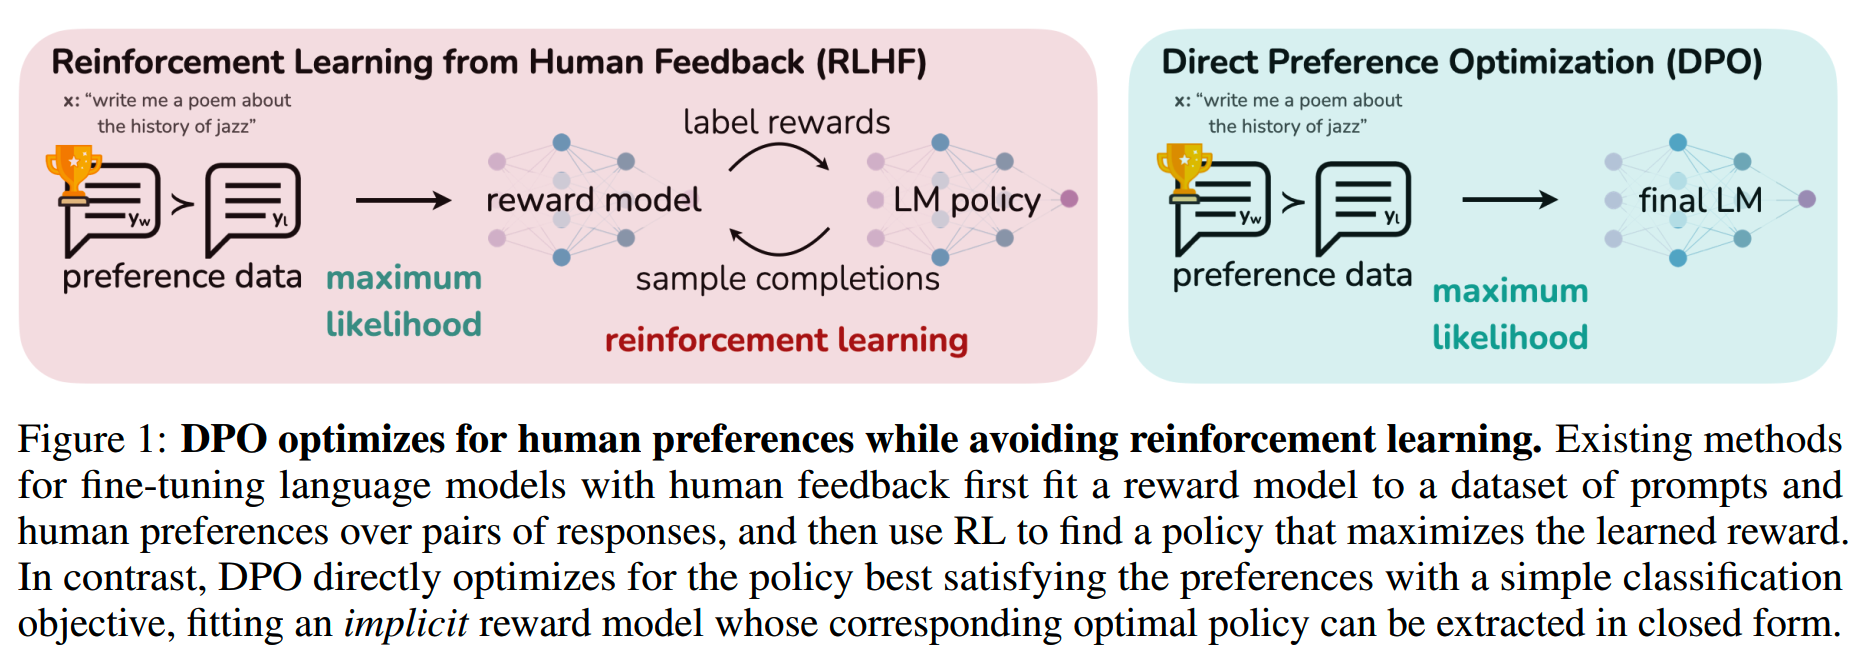 Reinforcement Learning from Human Feedback (RLHF)
x: “write me a poem about
the history of jazz”
label rewards
reward model
LM policy
y_w
≻
y_l
preference data
maximum
likelihood
sample completions
reinforcement learning
Direct Preference Optimization (DPO)
x: “write me a poem about
the history of jazz”
y_w
≻
y_l
final LM
preference data
maximum
likelihood
Figure 1: DPO optimizes for human preferences while avoiding reinforcement learning. Existing methods
for fine-tuning language models with human feedback first fit a reward model to a dataset of prompts and
human preferences over pairs of responses, and then use RL to find a policy that maximizes the learned reward.
In contrast, DPO directly optimizes for the policy best satisfying the preferences with a simple classification
objective, fitting an implicit reward model whose corresponding optimal policy can be extracted in closed form.